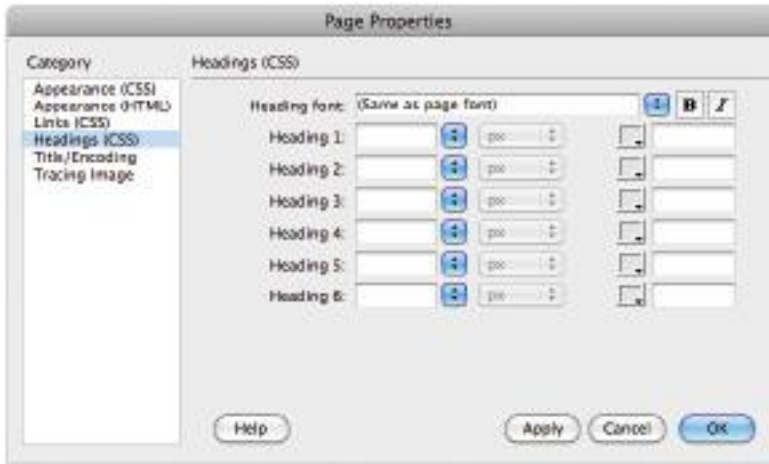 Page Properties
Category
Appearance (CSS)
Appearance (HTML)
Links (CSS)
Headings (CSS)
Title/Encoding
Tracing Image
Headings (CSS)
Heading font: (Same as page font) B I
Heading 1: px
Heading 2: px
Heading 3: px
Heading 4: px
Heading 5: px
Heading 6: px
Help Apply Cancel OK